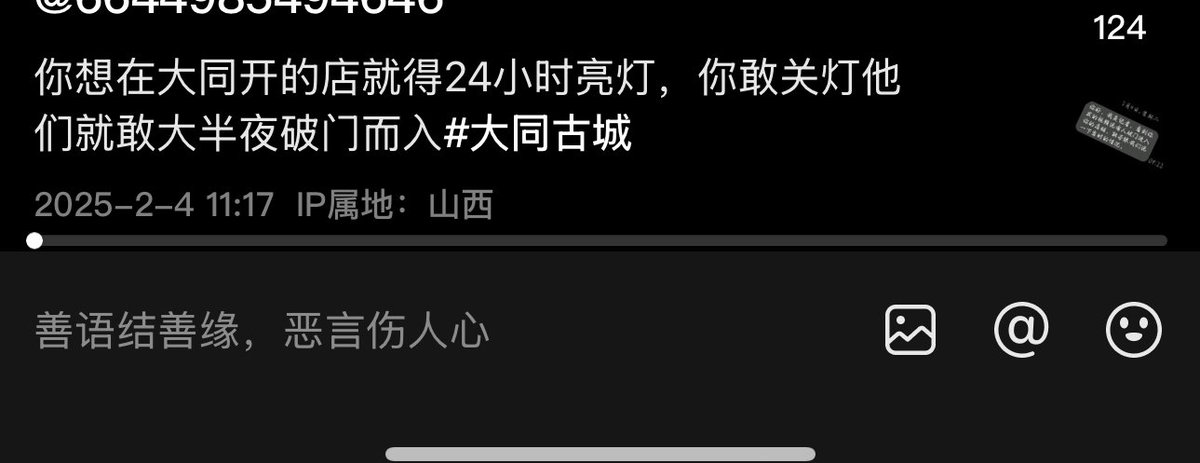 124
你想在大同开的店就得24小时亮灯，你敢关灯他
们就敢大半夜破门而入#大同古城
2025-2-4 11:17 IP属地：山西
善语结善缘，恶言伤人心